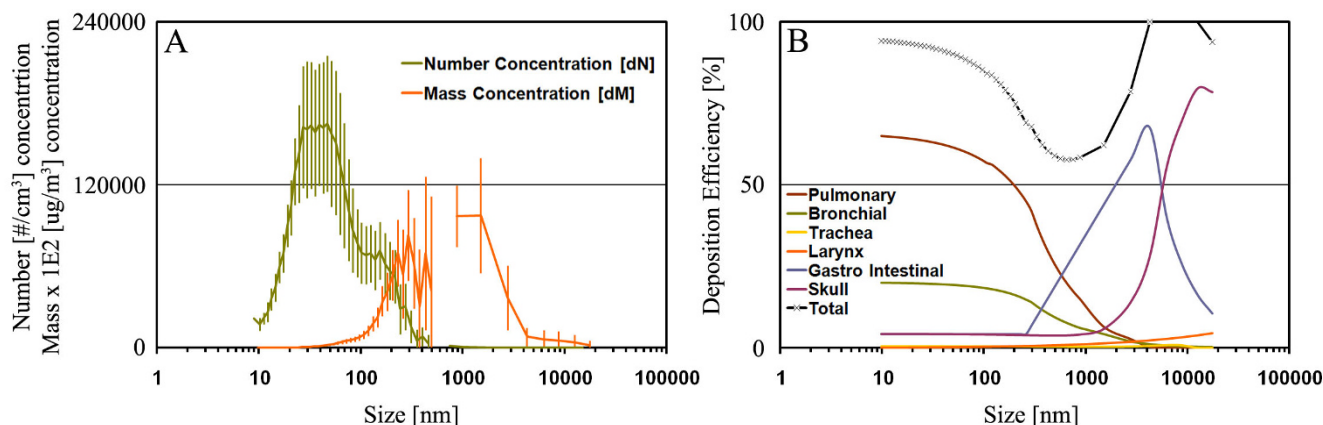 Number [#/cm³] concentrtion
Mass x 1E2 [ug/m³] concentration
240000
120000
0
A
Number Concentration [dN]
Mass Concentration [dM]
1
10
100
1000
10000
100000
Size [nm]
Deposition Efficiency [%]
100
50
0
B
Pulmonary
Bronchial
Trachea
Larynx
Gastro Intestinal
Skull
Total
1
10
100
1000
10000
100000
Size [nm]